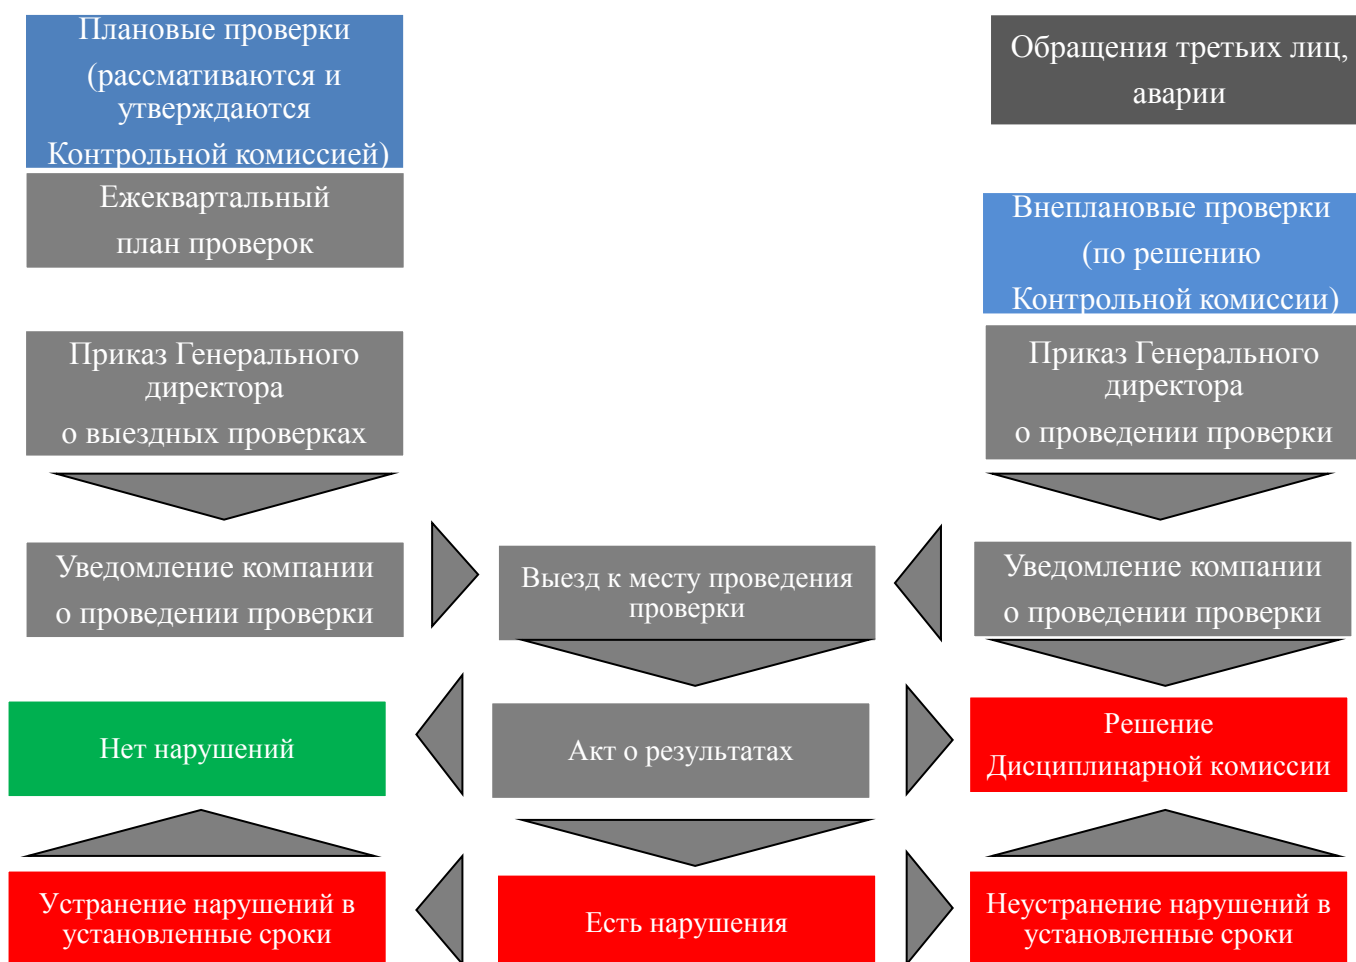 Плановые проверки
(рассмативаются и
утверждаются
Контрольной комиссией)
Ежеквартальный
план проверок
Приказ Генерального
директора
о выездных проверках
Обращения третьих лиц,
аварии
Внеплановые проверки
(по решению
Контрольной комиссии)
Приказ Генерального
директора
о проведении проверки
Уведомление компании
о проведении проверки
Выезд к месту проведения
проверки
Уведомление компании
о проведении проверки
Нет нарушений
Акт о результатах
Решение
Дисциплинарной комиссии
Устранение нарушений в
установленные сроки
Есть нарушения
Неустранение нарушений в
установленные сроки